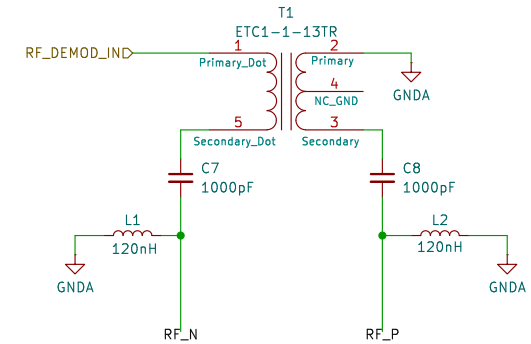 T1
ETC1-1-13TR
RF_DEMOD_IN
1
2
Primary_Dot
Primary
4
NC_GND
GNDA
5
3
Secondary_Dot
Secondary
C7
1000pF
C8
1000pF
L1
120nH
L2
120nH
GNDA
GNDA
RF_N
RF_P